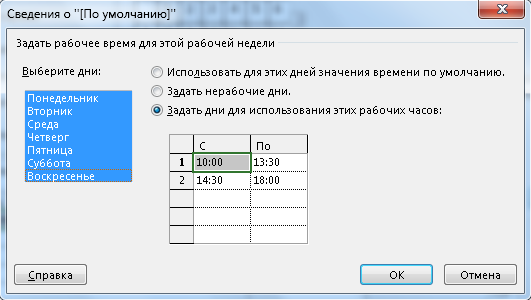 Сведения о "[По умолчанию]"
Задать рабочее время для этой рабочей недели
Выберите дни:
Понедельник
Вторник
Среда
Четверг
Пятница
Суббота
Воскресенье
Использовать для этих дней значения времени по умолчанию.
Задать нерабочие дни.
Задать дни для использования этих рабочих часов:
С По
1 10:00 13:30
2 14:30 18:00
Справка ОК Отмена